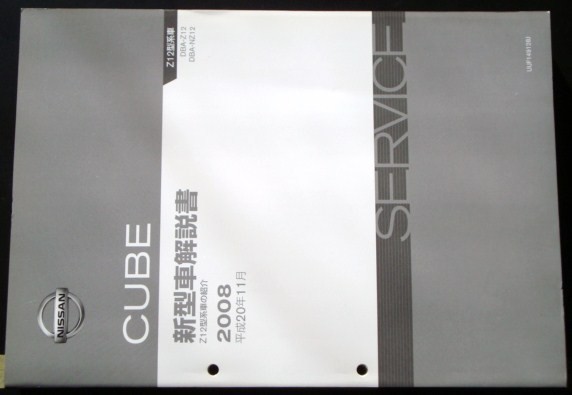 NISSAN
CUBE
Z12型系車
DBA-Z12
DBA-NZ12
新型車解説書
Z12型系車の紹介
2008
平成20年11月
SERVICE